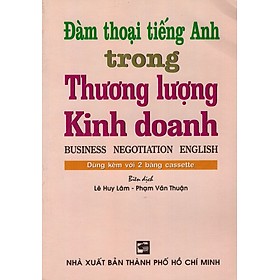 Đàm thoại tiếng Anh
trong
Thương lượng
Kinh doanh
BUSINESS NEGOTIATION ENGLISH
Dùng kèm với 2 băng cassette
Biên dịch
Lê Huy Lâm - Phạm Văn Thuận
NHÀ XUẤT BẢN THÀNH PHỐ HỒ CHÍ MINH